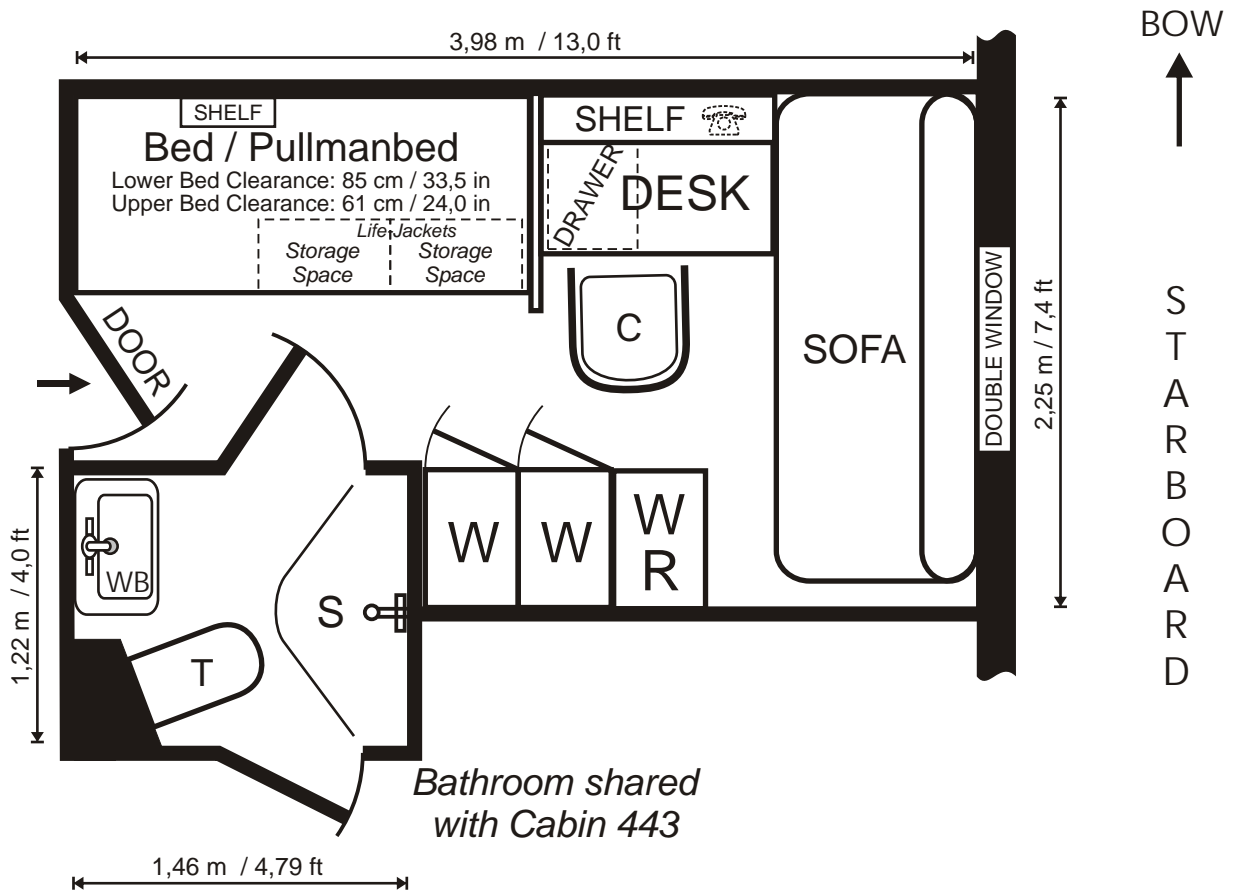 BOW
3,98 m / 13,0 ft
SHELF
Bed / Pullmanbed
Lower Bed Clearance: 85 cm / 33,5 in
Upper Bed Clearance: 61 cm / 24,0 in
Life-Jackets
Storage Space
Storage Space
SHELF
DRAWER
DESK
DOOR
C
SOFA
DOUBLE WINDOW
2,25 m / 7,4 ft
STARBOARD
W
W
W
R
1,22 m / 4,0 ft
WB
S
T
Bathroom shared
with Cabin 443
1,46 m / 4,79 ft